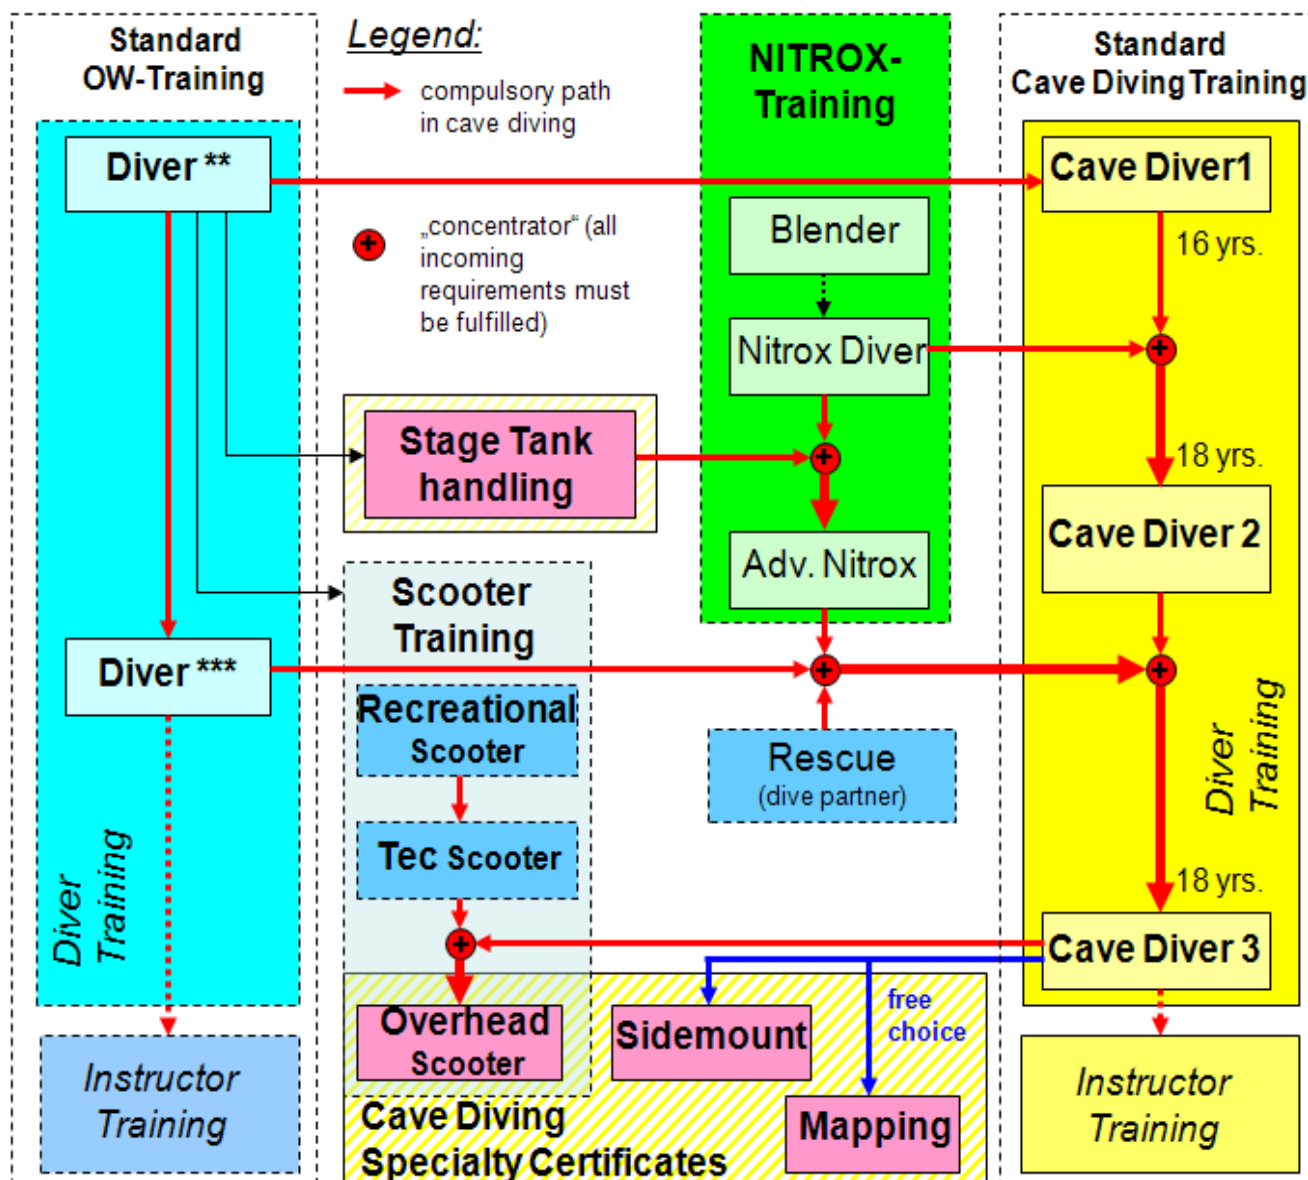 Standard
OW-Training
Diver **
Diver ***
Diver
Training
Instructor
Training
Legend:
compulsory path
in cave diving
+
„concentrator“ (all
incoming
requirements must
be fulfilled)
Stage Tank
handling
Scooter
Training
Recreational
Scooter
Tec Scooter
+
Overhead
Scooter
Cave Diving
Specialty Certificates
NITROX-
Training
Blender
Nitrox Diver
+
Adv. Nitrox
+
Rescue
(dive partner)
Sidemount
free
choice
Mapping
Standard
Cave Diving Training
Cave Diver1
16 yrs.
+
18 yrs.
Cave Diver 2
+
Diver
Training
18 yrs.
Cave Diver 3
Instructor
Training